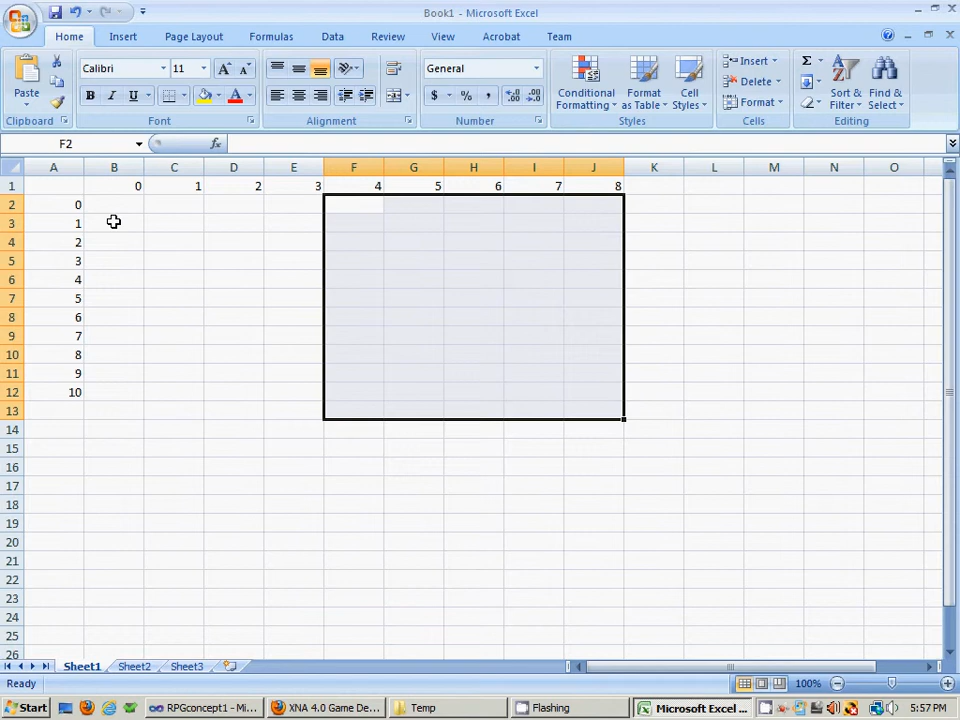 Book1 - Microsoft Excel
Home Insert Page Layout Formulas Data Review View Acrobat Team
Paste
Calibri 11 A A
B I U A
General
$ % ,
Conditional Formatting
Format as Table
Cell Styles
Insert
Delete
Format
Σ
Sort & Filter
Find & Select
Clipboard Font Alignment Number Styles Cells Editing
F2 fx
A B C D E F G H I J K L M N O
1 0 1 2 3 4 5 6 7 8
2 0
3 1
4 2
5 3
6 4
7 5
8 6
9 7
10 8
11 9
12 10
13
14
15
16
17
18
19
20
21
22
23
24
25
26
Sheet1 Sheet2 Sheet3
Ready 100%
Start RPGconcept1 - Mi... XNA 4.0 Game De... Temp Flashing Microsoft Exc... 5:57 PM